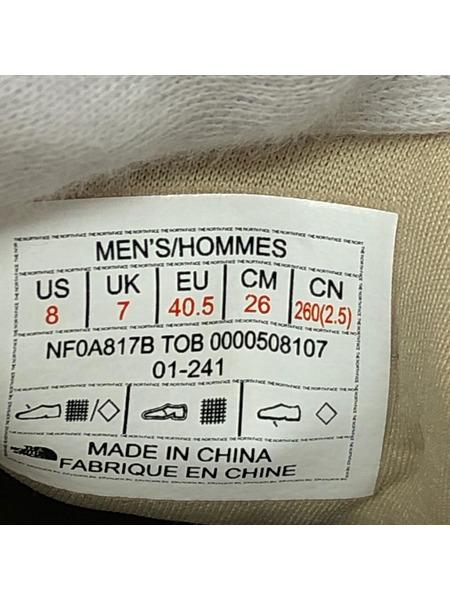 MEN'S/HOMMES
US UK EU CM CN
8 7 40.5 26 260(2.5)
NF0A817B TOB 0000508107
01-241
MADE IN CHINA
FABRIQUE EN CHINE